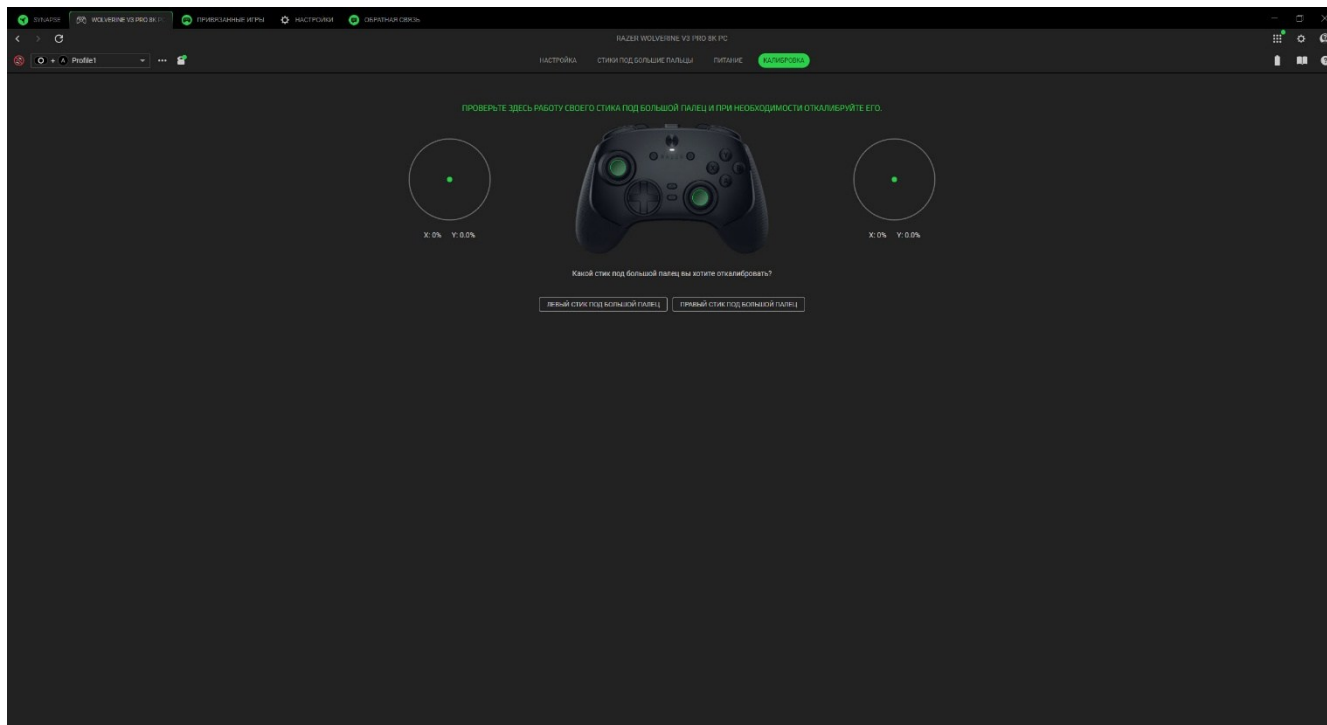 SYNAPSE WOLVERINE V3 PRO 8K PC ПРИВЯЗАННЫЕ ИГРЫ НАСТРОЙКИ ОБРАТНАЯ СВЯЗЬ
RAZER WOLVERINE V3 PRO 8K PC
+ A Profile1 НАСТРОЙКА СТИКИ ПОД БОЛЬШИЕ ПАЛЬЦЫ ПИТАНИЕ КАЛИБРОВКА
ПРОВЕРЬТЕ ЗДЕСЬ РАБОТУ СВОЕГО СТИКА ПОД БОЛЬШОЙ ПАЛЕЦ И ПРИ НЕОБХОДИМОСТИ ОТКАЛИБРУЙТЕ ЕГО.
RAZER
Y
X B
A
X: 0% Y: 0.0% X: 0% Y: 0.0%
Какой стик под большой палец вы хотите откалибровать?
ЛЕВЫЙ СТИК ПОД БОЛЬШОЙ ПАЛЕЦ ПРАВЫЙ СТИК ПОД БОЛЬШОЙ ПАЛЕЦ